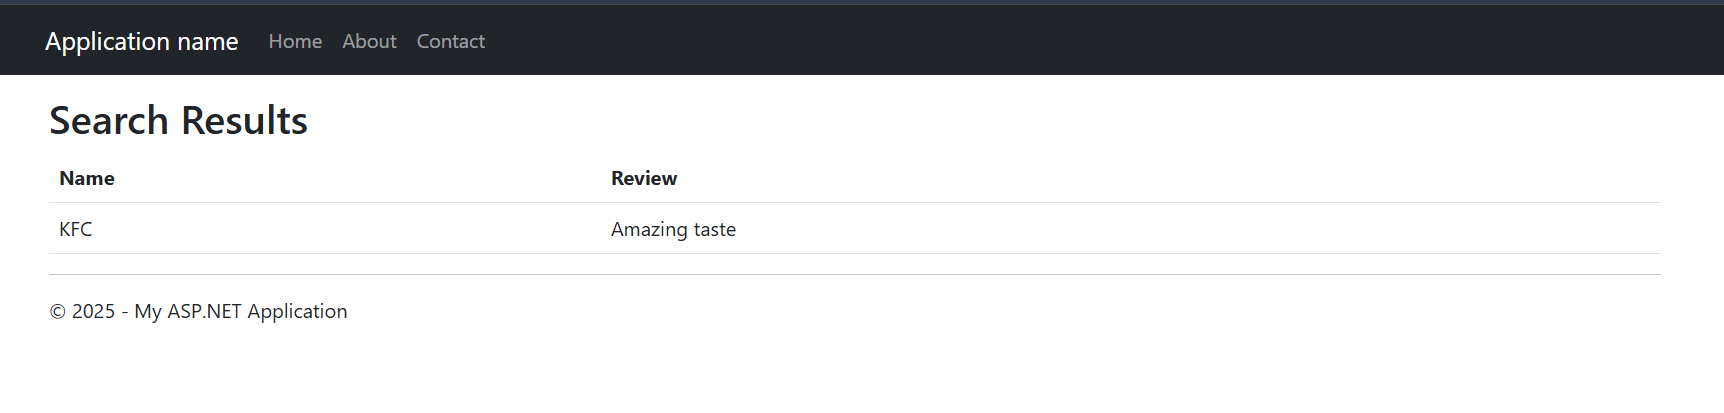 Application name Home About Contact
Search Results
Name Review
KFC Amazing taste
© 2025 - My ASP.NET Application